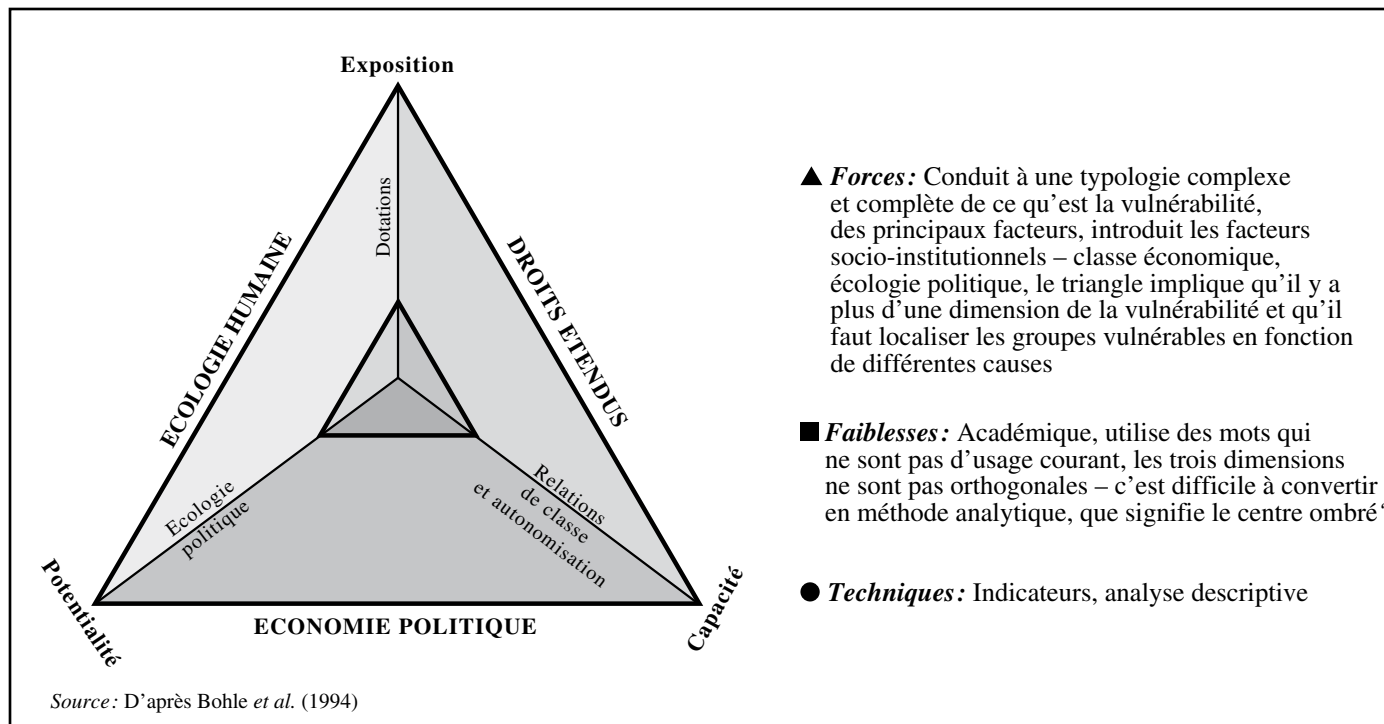 Exposition
Dotations
ECOLOGIE HUMAINE
DROITS ETENDUS
Ecologie
politique
Relations
de classe
et autonomisation
Potentialité
ECONOMIE POLITIQUE
Capacité
▲ Forces: Conduit à une typologie complexe
et complète de ce qu’est la vulnérabilité,
des principaux facteurs, introduit les facteurs
socio-institutionnels – classe économique,
écologie politique, le triangle implique qu’il y a
plus d’une dimension de la vulnérabilité et qu’il
faut localiser les groupes vulnérables en fonction
de différentes causes
■ Faiblesses: Académique, utilise des mots qui
ne sont pas d’usage courant, les trois dimensions
ne sont pas orthogonales – c’est difficile à convertir
en méthode analytique, que signifie le centre ombré
● Techniques: Indicateurs, analyse descriptive
Source: D’après Bohle et al. (1994)